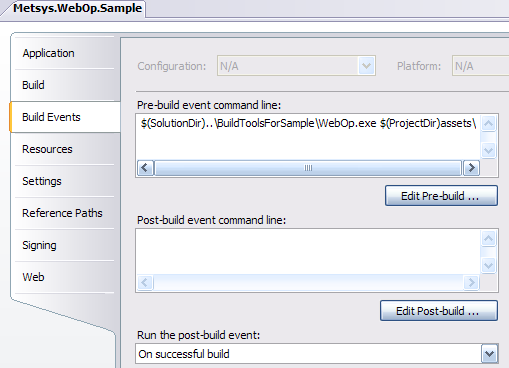 Metsys.WebOp.Sample
Application
Build
Build Events
Resources
Settings
Reference Paths
Signing
Web
Configuration: N/A Platform: N/A
Pre-build event command line:
$(SolutionDir)..\BuildToolsForSample\WebOp.exe $(ProjectDir)assets\
Edit Pre-build ...
Post-build event command line:
Edit Post-build ...
Run the post-build event:
On successful build